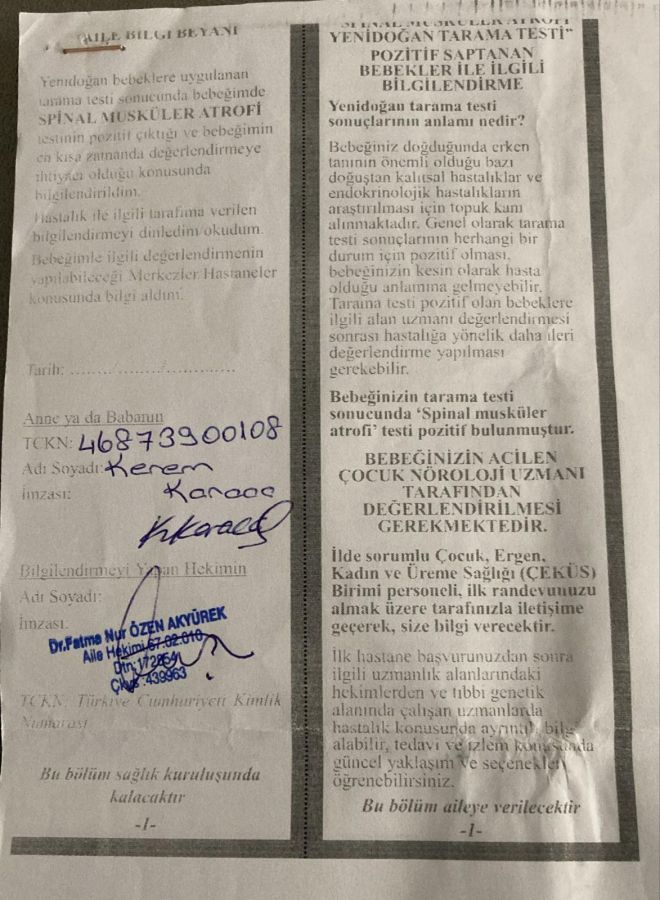 AİLE BİLGİ BEYANI
Yenidoğan bebeklere uygulanan
tarama testi sonucunda bebeğimde
SPİNAL MUSKÜLER ATROFİ
testinin pozitif çıktığı ve bebeğimin
en kısa zamanda değerlendirmeye
ihtiyacı olduğu konusunda
bilgilendirildim.
Hastalık ile ilgili tarafıma verilen
bilgilendirmeyi dinledim okudum.
Bebeğimle ilgili değerlendirmenin
yapılabileceği Merkezler/Hastaneler
konusunda bilgi aldım.
Tarih: ......../......../............
Anne ya da Babanın
TCKN: 46873900108
Adı Soyadı: Kerem
İmzası: Karaca
K.Karaca
Bilgilendirmeyi Yapan Hekimin
Adı Soyadı:
İmzası:
Dr.Fatma Nur ÖZEN AKYÜREK
Aile Hekimi 67.02.010
Çkys :439963
TCKN: Türkiye Cumhuriyeti Kimlik
Numarası
Bu bölüm sağlık kuruluşunda
kalacaktır
-1-
SPİNAL MUSKÜLER ATROFİ
YENİDOĞAN TARAMA TESTİ"
POZİTİF SAPTANAN
BEBEKLER İLE İLGİLİ
BİLGİLENDİRME
Yenidoğan tarama testi
sonuçlarının anlamı nedir?
Bebeğiniz doğduğunda erken
tanının önemli olduğu bazı
doğuştan kalıtsal hastalıklar ve
endokrinolojik hastalıkların
araştırılması için topuk kanı
alınmaktadır. Genel olarak tarama
testi sonuçlarının herhangi bir
durum için pozitif olması,
bebeğinizin kesin olarak hasta
olduğu anlamına gelmeyebilir.
Tarama testi pozitif olan bebeklere
ilgili alan uzmanı değerlendirmesi
sonrası hastalığa yönelik daha ileri
değerlendirme yapılması
gerekebilir.
Bebeğinizin tarama testi
sonucunda ‘Spinal musküler
atrofi’ testi pozitif bulunmuştur.
BEBEĞİNİZİN ACİLEN
ÇOCUK NÖROLOJİ UZMANI
TARAFINDAN
DEĞERLENDİRİLMESİ
GEREKMEKTEDİR.
İlde sorumlu Çocuk, Ergen,
Kadın ve Üreme Sağlığı (ÇEKÜS)
Birimi personeli, ilk randevunuzu
almak üzere tarafınızla iletişime
geçerek, size bilgi verecektir.
İlk hastane başvurunuzdan sonra
ilgili uzmanlık alanlarındaki
hekimlerden ve tıbbi genetik
alanında çalışan uzmanlarda
hastalık konusunda ayrıntılı bilgi
alabilir, tedavi ve izlem konusunda
güncel yaklaşım ve seçenekleri
öğrenebilirsiniz.
Bu bölüm aileye verilecektir
-1-